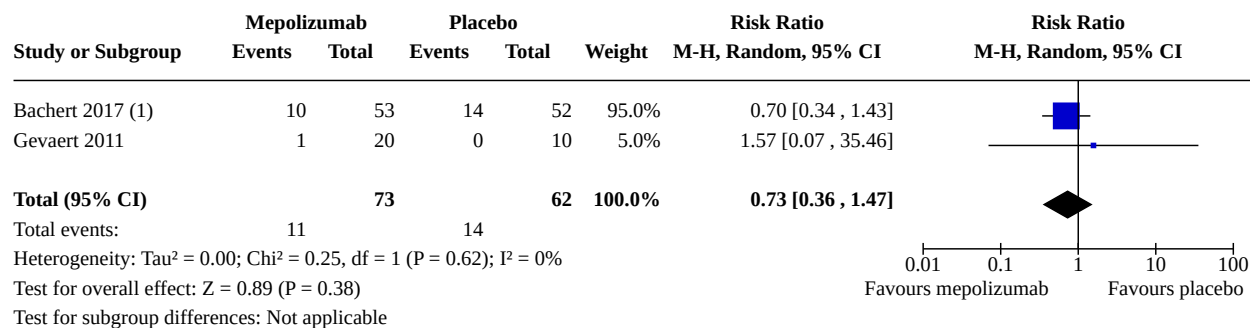 Mepolizumab Placebo Risk Ratio Risk Ratio
Study or Subgroup Events Total Events Total Weight M-H, Random, 95% CI M-H, Random, 95% CI
Bachert 2017 (1) 10 53 14 52 95.0% 0.70 [0.34 , 1.43]
Gevaert 2011 1 20 0 10 5.0% 1.57 [0.07 , 35.46]
Total (95% CI) 73 62 100.0% 0.73 [0.36 , 1.47]
Total events: 11 14
Heterogeneity: Tau² = 0.00; Chi² = 0.25, df = 1 (P = 0.62); I² = 0%
0.01 0.1 1 10 100
Test for overall effect: Z = 0.89 (P = 0.38)
Favours mepolizumab Favours placebo
Test for subgroup differences: Not applicable